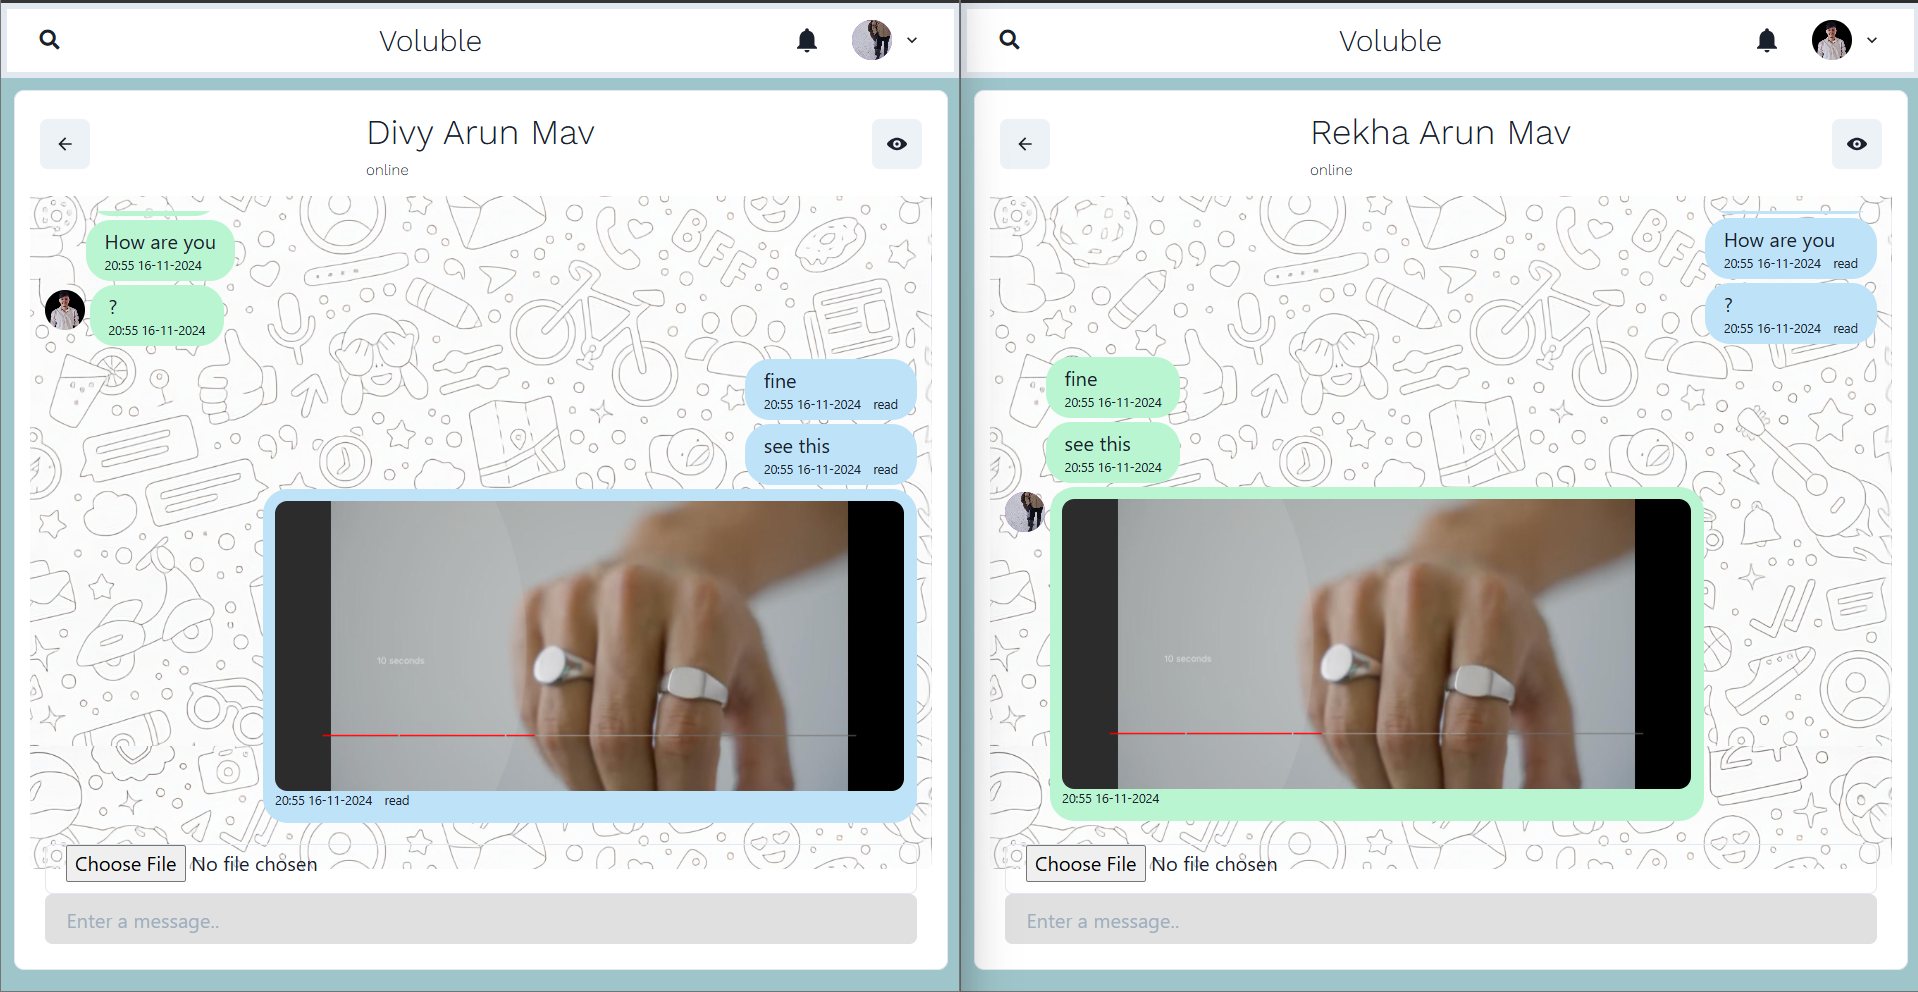 Voluble
Divy Arun Mav
online
How are you
20:55 16-11-2024
?
20:55 16-11-2024
fine
20:55 16-11-2024 read
see this
20:55 16-11-2024 read
10 seconds
20:55 16-11-2024 read
Choose File No file chosen
Enter a message..
Voluble
Rekha Arun Mav
online
How are you
20:55 16-11-2024 read
?
20:55 16-11-2024 read
fine
20:55 16-11-2024
see this
20:55 16-11-2024
10 seconds
20:55 16-11-2024
Choose File No file chosen
Enter a message..
BFF
BFF